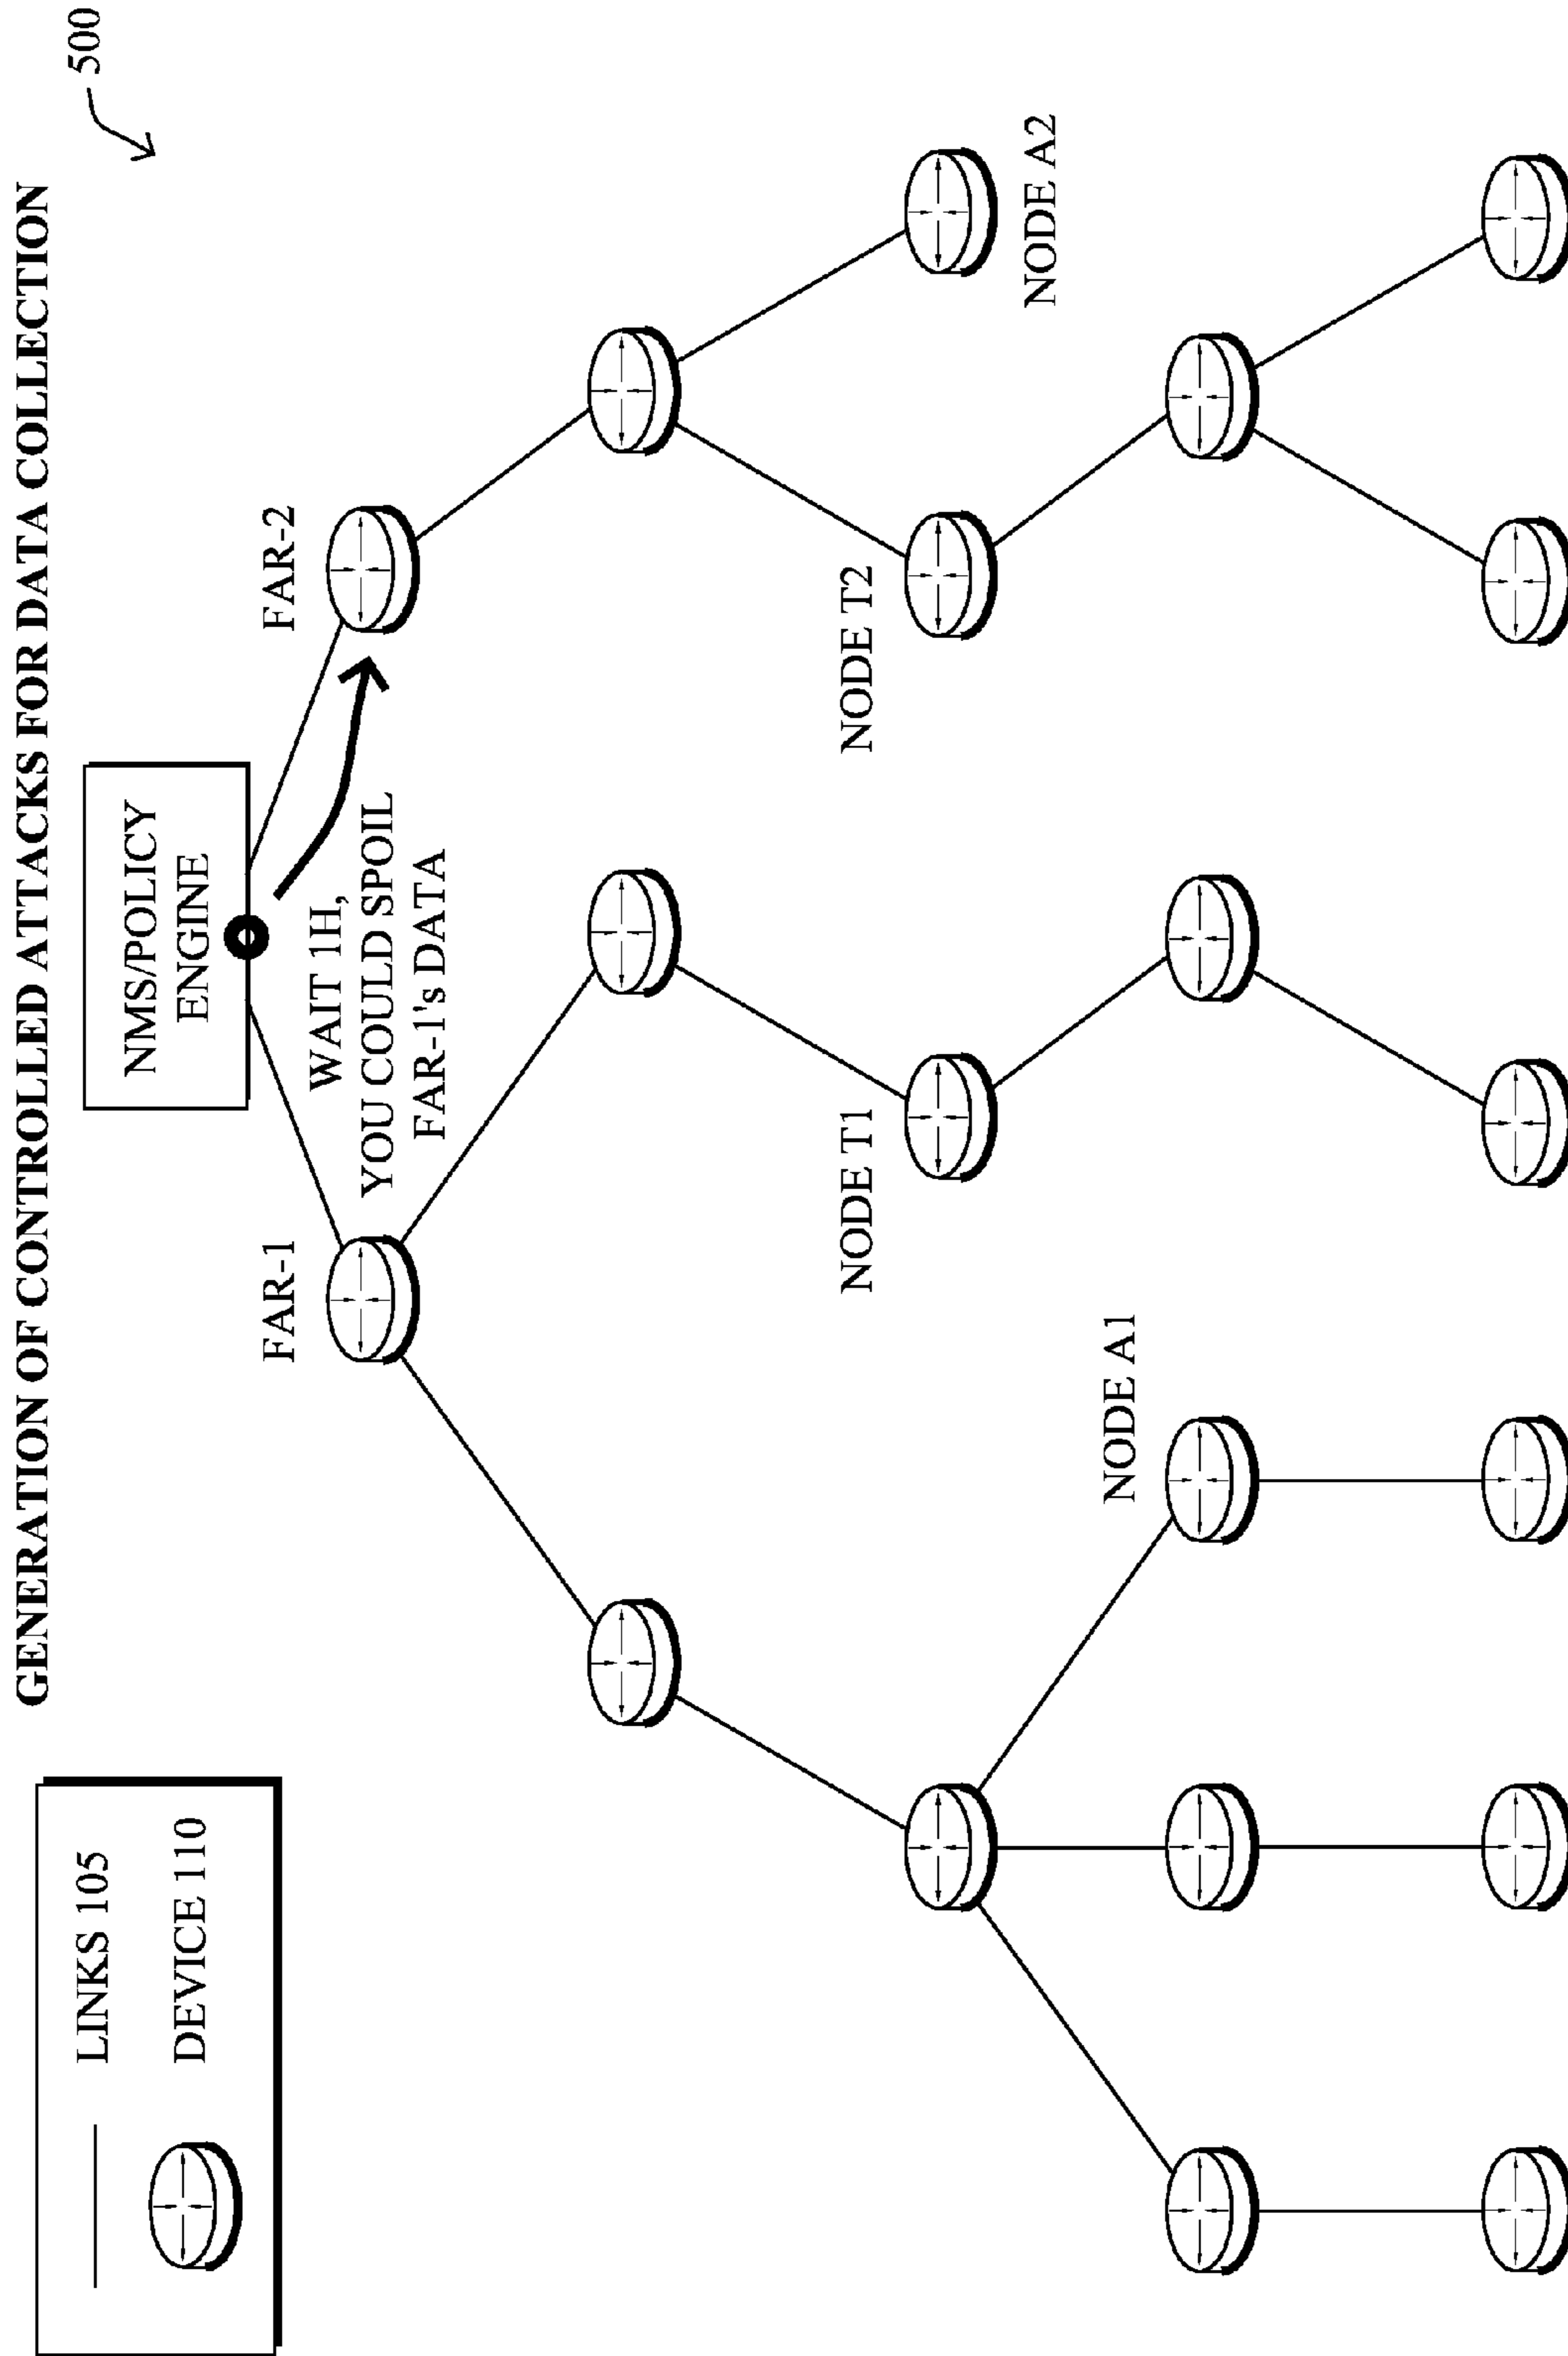 GENERATION OF CONTROLLED ATTACKS FOR DATA COLLECTION
500
LINKS 105
DEVICE 110
NMS/POLICY
ENGINE
FAR-1
FAR-2
WAIT 1H,
YOU COULD SPOIL
FAR-1's DATA
NODE T1
NODE T2
NODE A1
NODE A2